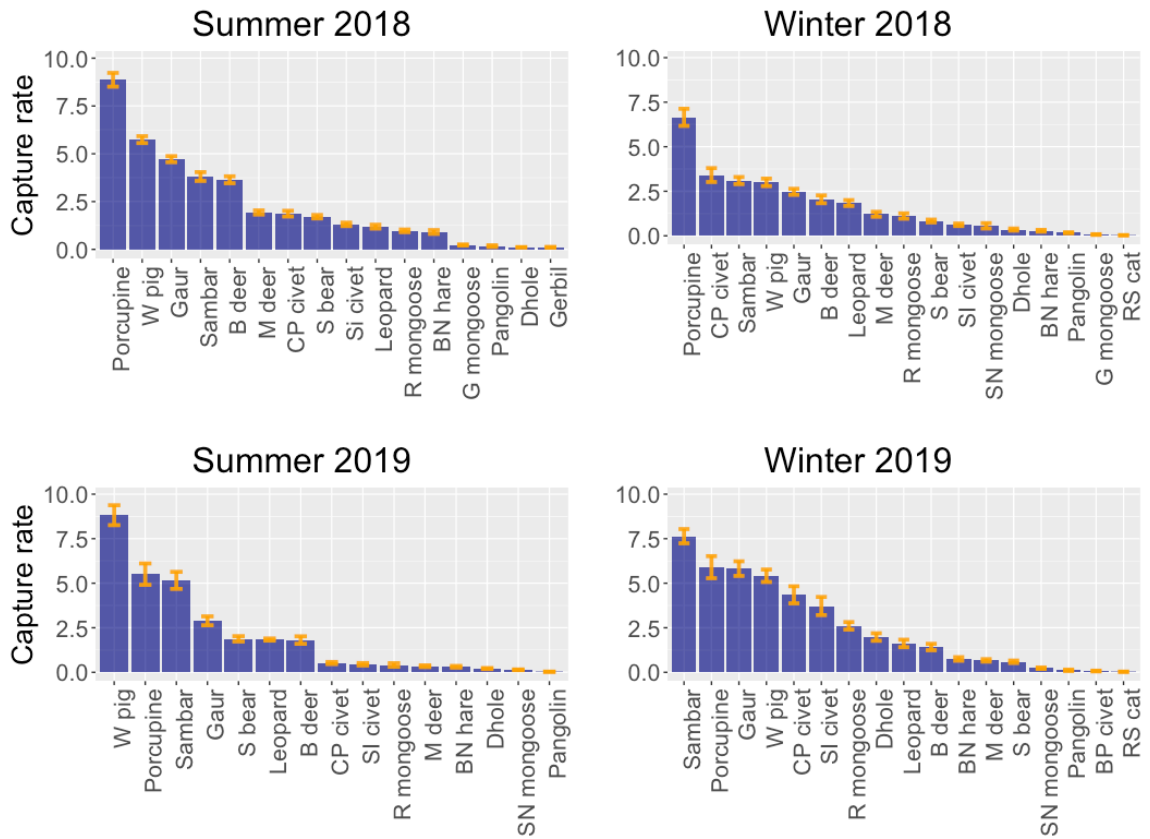 Summer 2018
Capture rate
10.0
7.5
5.0
2.5
0.0
Porcupine
W pig
Gaur
Sambar
B deer
M deer
CP civet
S bear
Si civet
Leopard
R mongoose
BN hare
G mongoose
Pangolin
Dhole
Gerbil
Winter 2018
10.0
7.5
5.0
2.5
0.0
Porcupine
CP civet
Sambar
W pig
Gaur
B deer
Leopard
M deer
R mongoose
S bear
SI civet
SN mongoose
Dhole
BN hare
Pangolin
G mongoose
RS cat
Summer 2019
Capture rate
10.0
7.5
5.0
2.5
0.0
W pig
Porcupine
Sambar
Gaur
S bear
Leopard
B deer
CP civet
SI civet
R mongoose
M deer
BN hare
Dhole
SN mongoose
Pangolin
Winter 2019
10.0
7.5
5.0
2.5
0.0
Sambar
Porcupine
Gaur
W pig
CP civet
SI civet
R mongoose
Dhole
Leopard
B deer
BN hare
M deer
S bear
SN mongoose
Pangolin
BP civet
RS cat